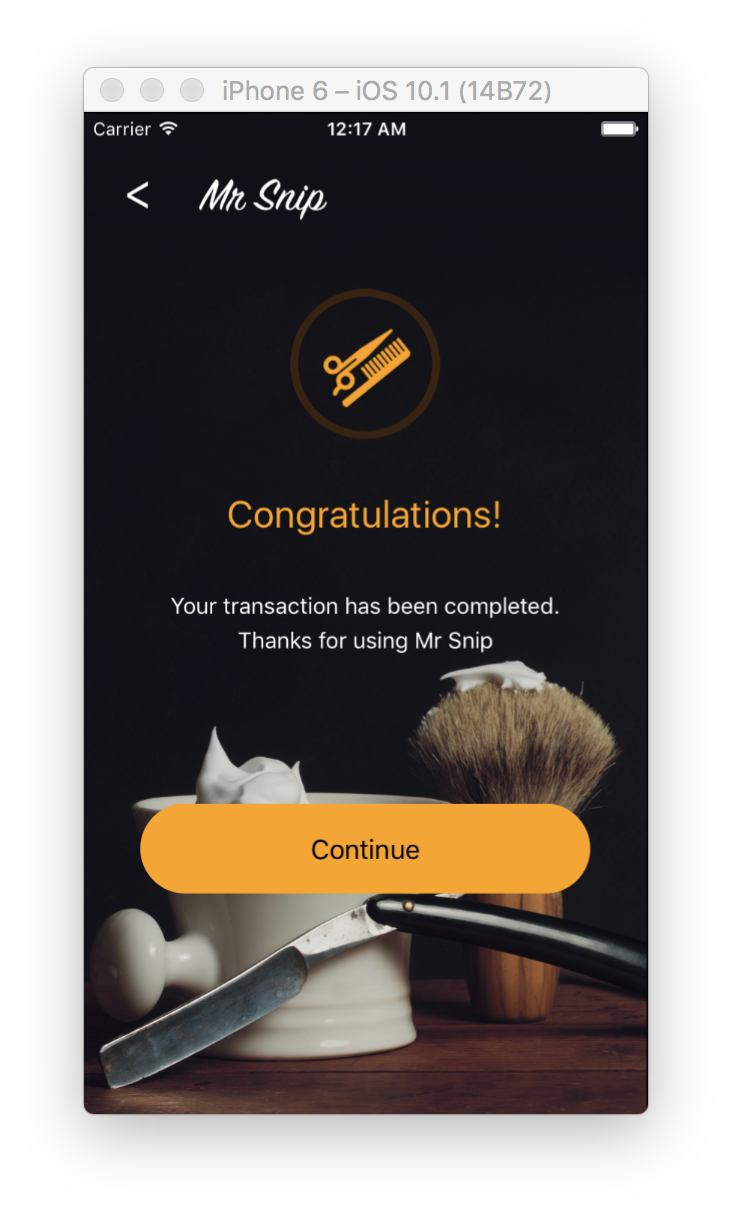 iPhone 6 – iOS 10.1 (14B72)
Carrier 12:17 AM
< Mr Snip
Congratulations!
Your transaction has been completed.
Thanks for using Mr Snip
Continue